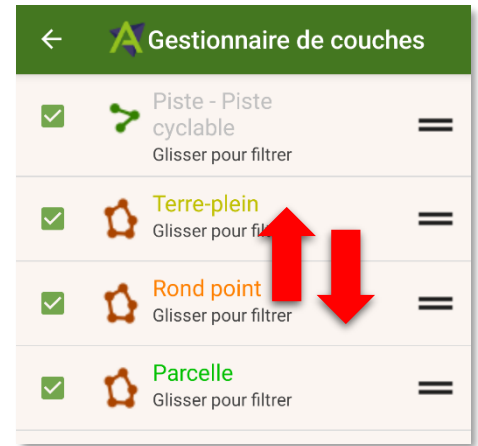 Gestionnaire de couches
Piste - Piste
cyclable
Glisser pour filtrer
Terre-plein
Glisser pour
Rond point
Glisser pour filtrer
Parcelle
Glisser pour filtrer